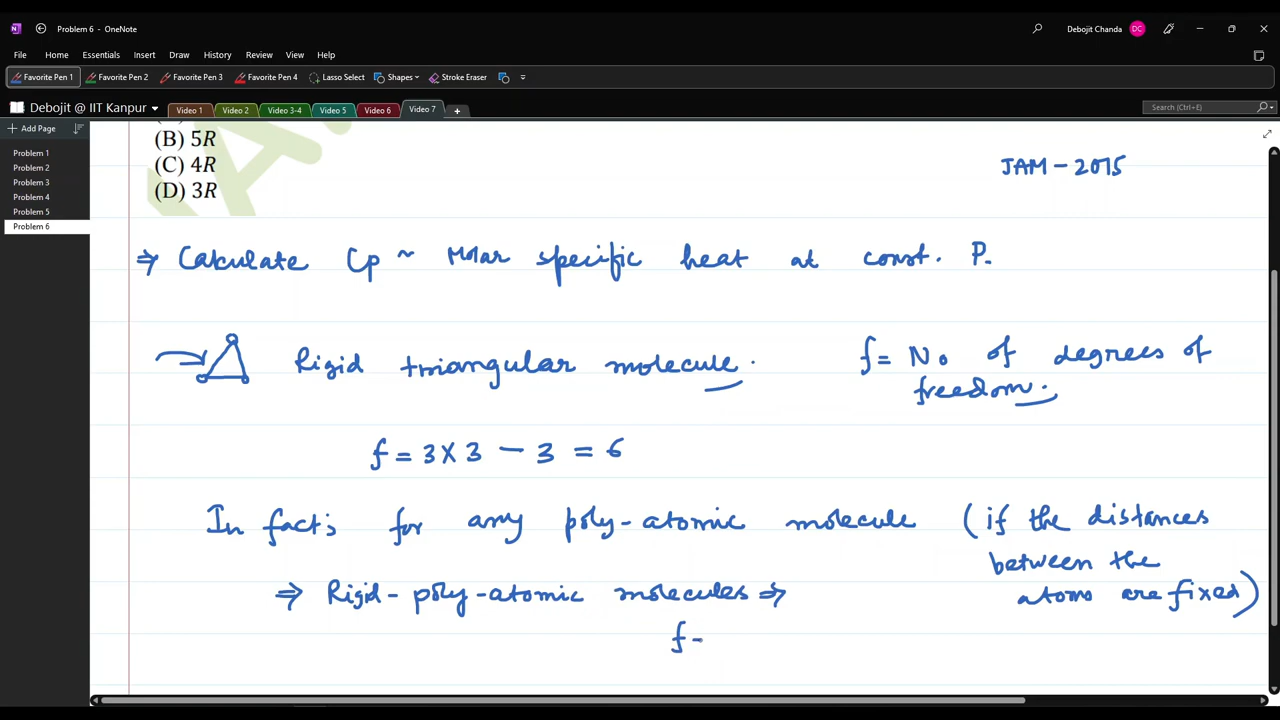 Problem 6 - OneNote
Debojit Chanda DC
File Home Essentials Insert Draw History Review View Help
Favorite Pen 1 Favorite Pen 2 Favorite Pen 3 Favorite Pen 4 Lasso Select Shapes Stroke Eraser
Debojit @ IIT Kanpur Video 1 Video 2 Video 3-4 Video 5 Video 6 Video 7 + Search (Ctrl+E)
+ Add Page
Problem 1
Problem 2
Problem 3
Problem 4
Problem 5
Problem 6
(B) 5R
(C) 4R
(D) 3R
JAM - 2015
⇒ Calculate Cp ~ Molar specific heat at const. P.
Rigid triangular molecule. f = No of degrees of
freedom.
f = 3 X 3 - 3 = 6
In fact; for any poly-atomic molecule (if the distances
between the
⇒ Rigid-poly-atomic molecules ⇒ atoms are fixed)
f -